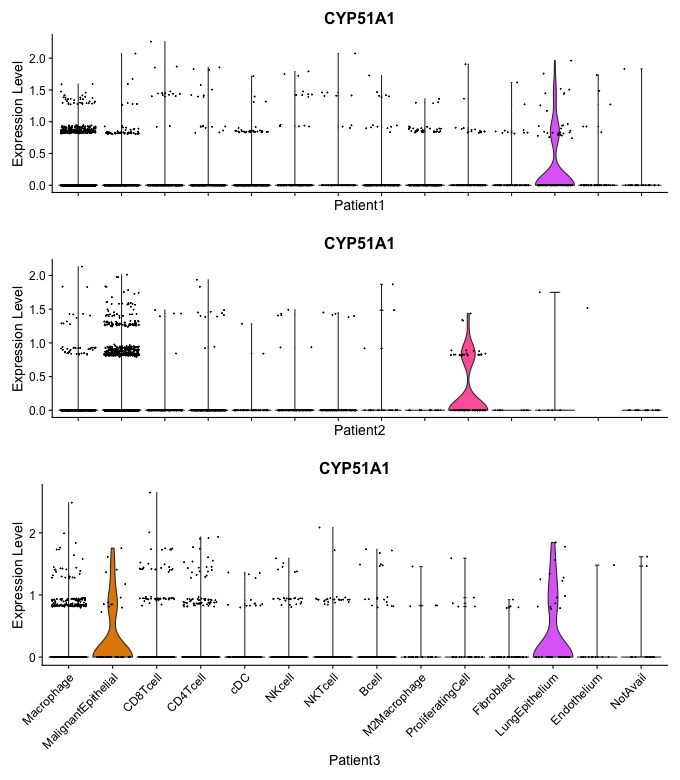 CYP51A1
Expression Level
2.0
1.5
1.0
0.5
0.0
Patient1
CYP51A1
Expression Level
2.0
1.5
1.0
0.5
0.0
Patient2
CYP51A1
Expression Level
2
1
0
Macrophage
MalignantEpithelial
CD8Tcell
CD4Tcell
cDC
NKcell
NKTcell
Bcell
M2Macrophage
ProliferatingCell
Fibroblast
LungEpithelium
Endothelium
NotAvail
Patient3